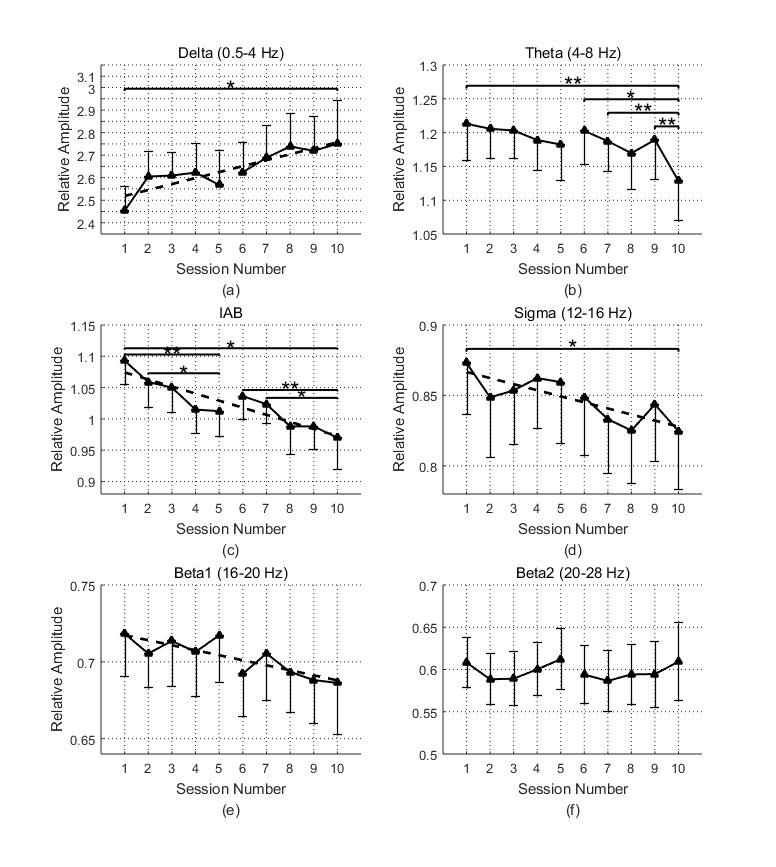 Delta (0.5-4 Hz)
Relative Amplitude
3.1
3
2.9
2.8
2.7
2.6
2.5
2.4
*
1 2 3 4 5 6 7 8 9 10
Session Number
(a)
Theta (4-8 Hz)
Relative Amplitude
1.3
1.25
1.2
1.15
1.1
1.05
**
*
**
**
1 2 3 4 5 6 7 8 9 10
Session Number
(b)
IAB
Relative Amplitude
1.15
1.1
1.05
1
0.95
0.9
*
**
*
**
*
1 2 3 4 5 6 7 8 9 10
Session Number
(c)
Sigma (12-16 Hz)
Relative Amplitude
0.9
0.85
0.8
*
1 2 3 4 5 6 7 8 9 10
Session Number
(d)
Beta1 (16-20 Hz)
Relative Amplitude
0.75
0.7
0.65
1 2 3 4 5 6 7 8 9 10
Session Number
(e)
Beta2 (20-28 Hz)
Relative Amplitude
0.7
0.65
0.6
0.55
0.5
1 2 3 4 5 6 7 8 9 10
Session Number
(f)